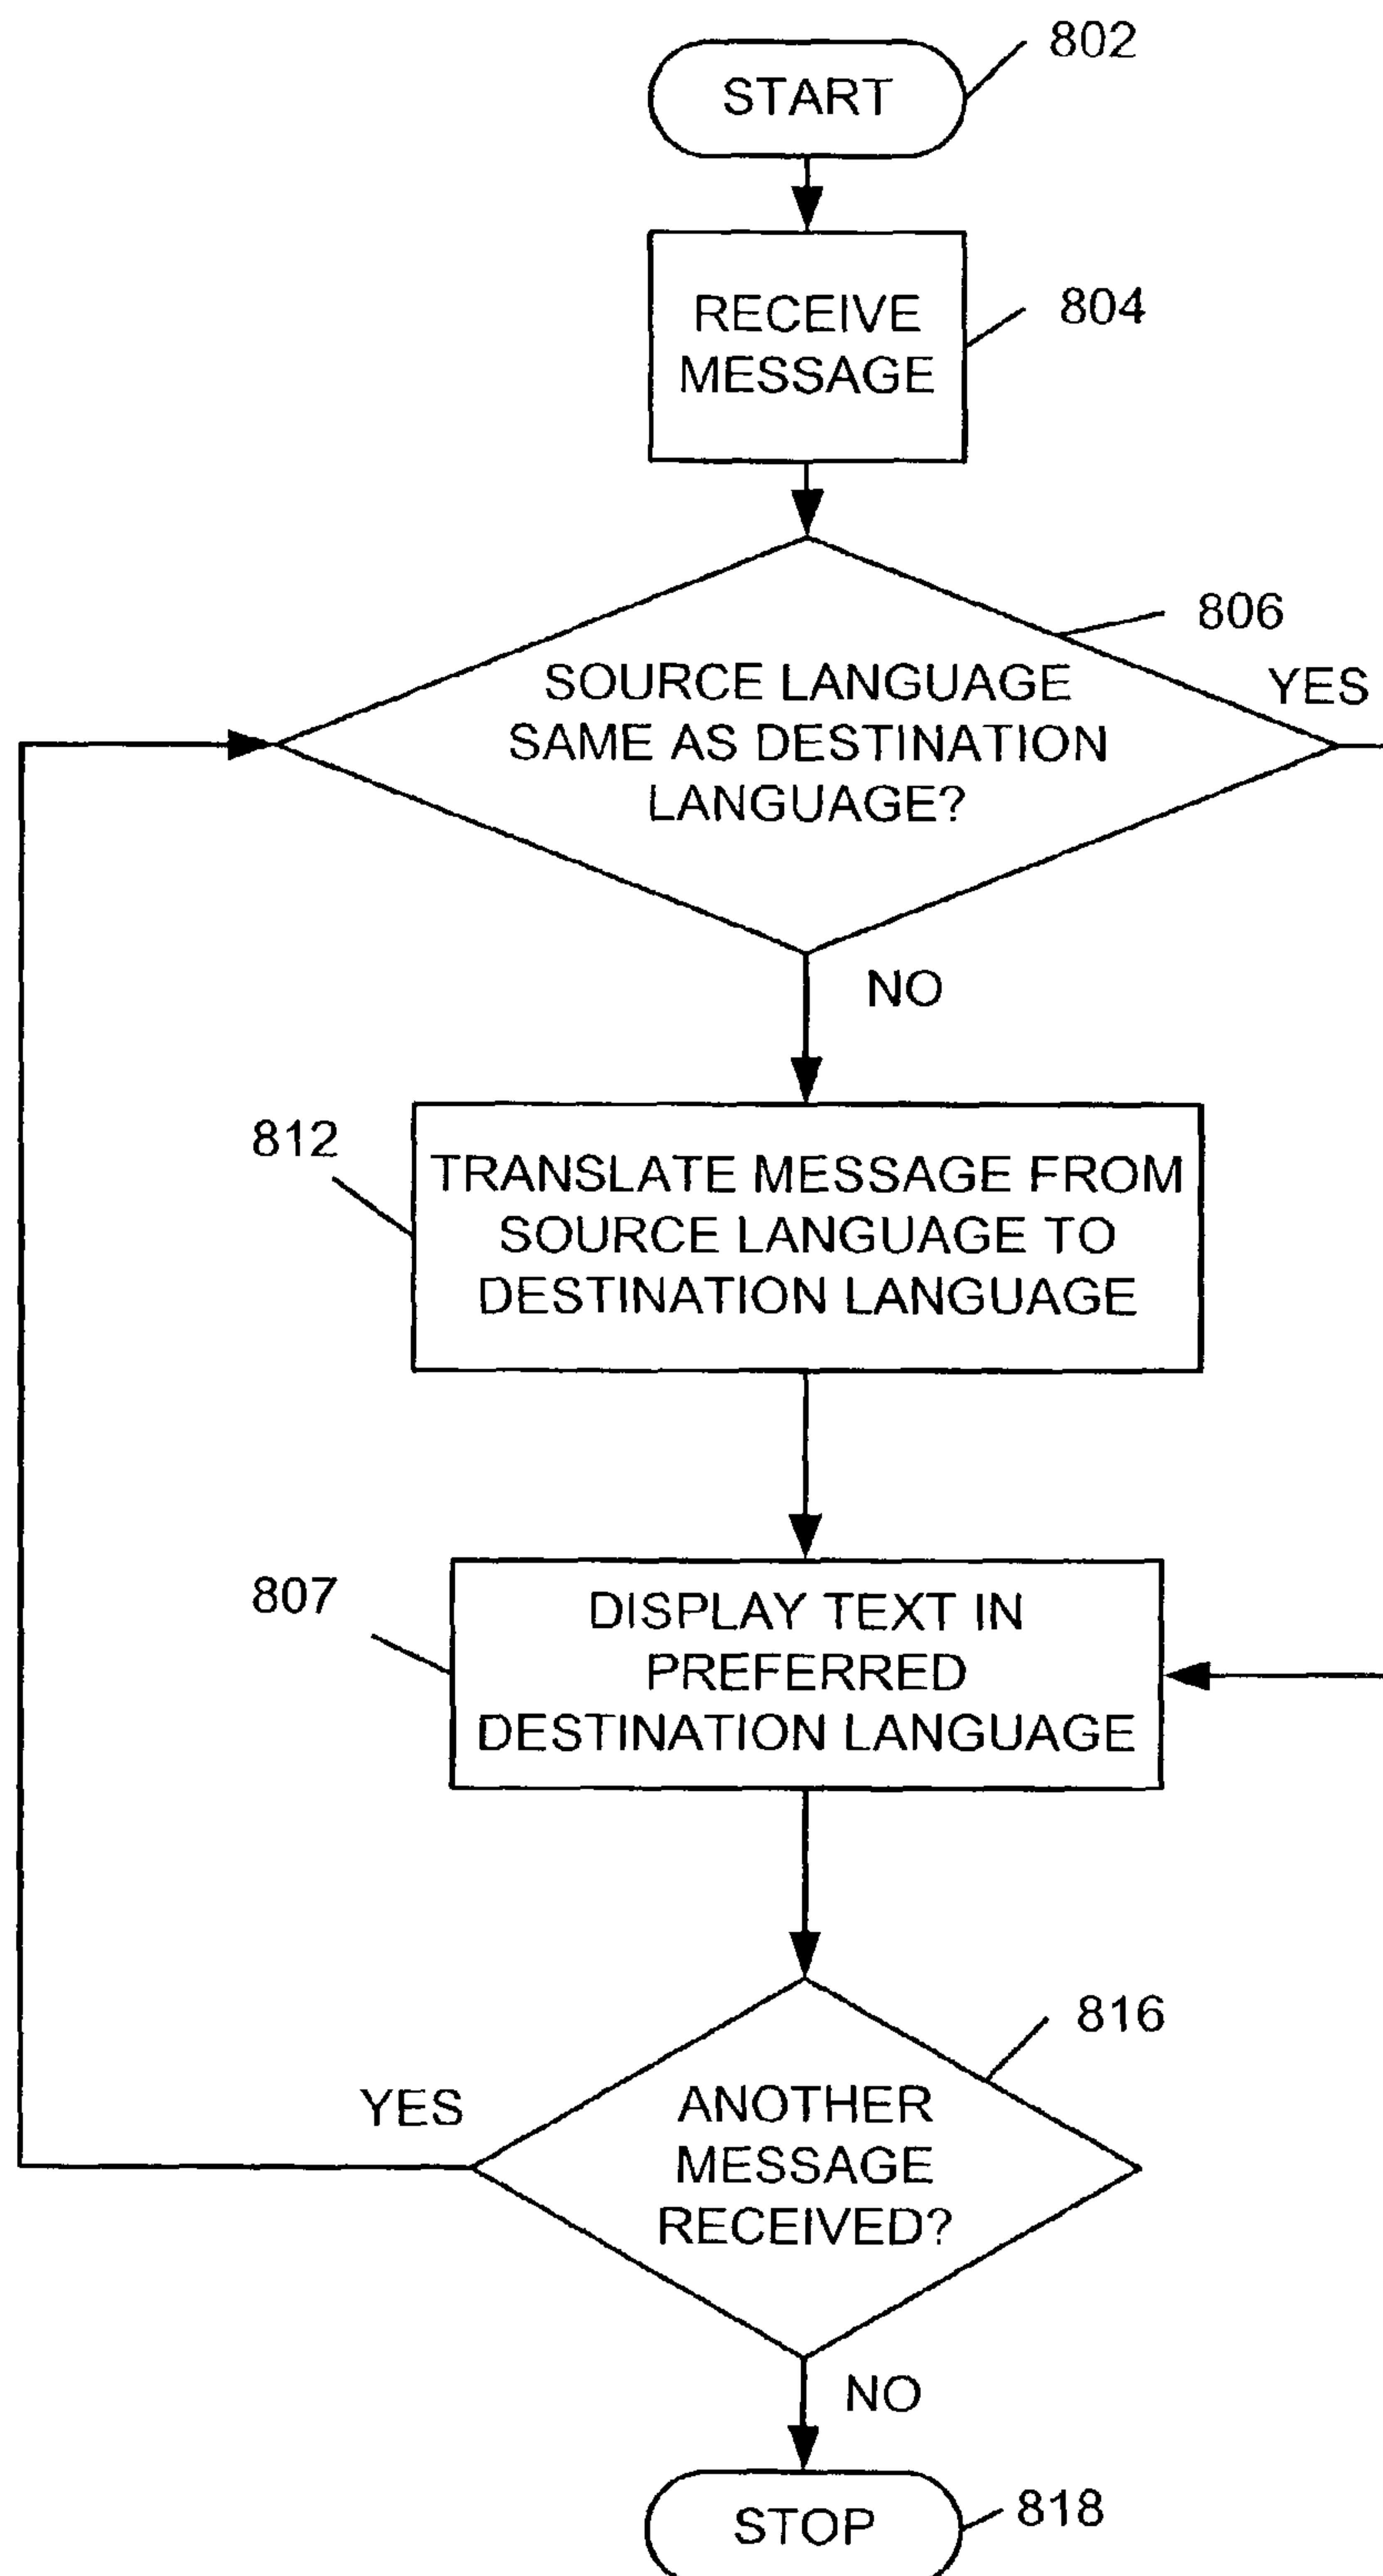 802
START
RECEIVE
MESSAGE
804
806
SOURCE LANGUAGE
SAME AS DESTINATION
LANGUAGE?
YES
NO
812
TRANSLATE MESSAGE FROM
SOURCE LANGUAGE TO
DESTINATION LANGUAGE
807
DISPLAY TEXT IN
PREFERRED
DESTINATION LANGUAGE
816
YES
ANOTHER
MESSAGE
RECEIVED?
NO
STOP
818